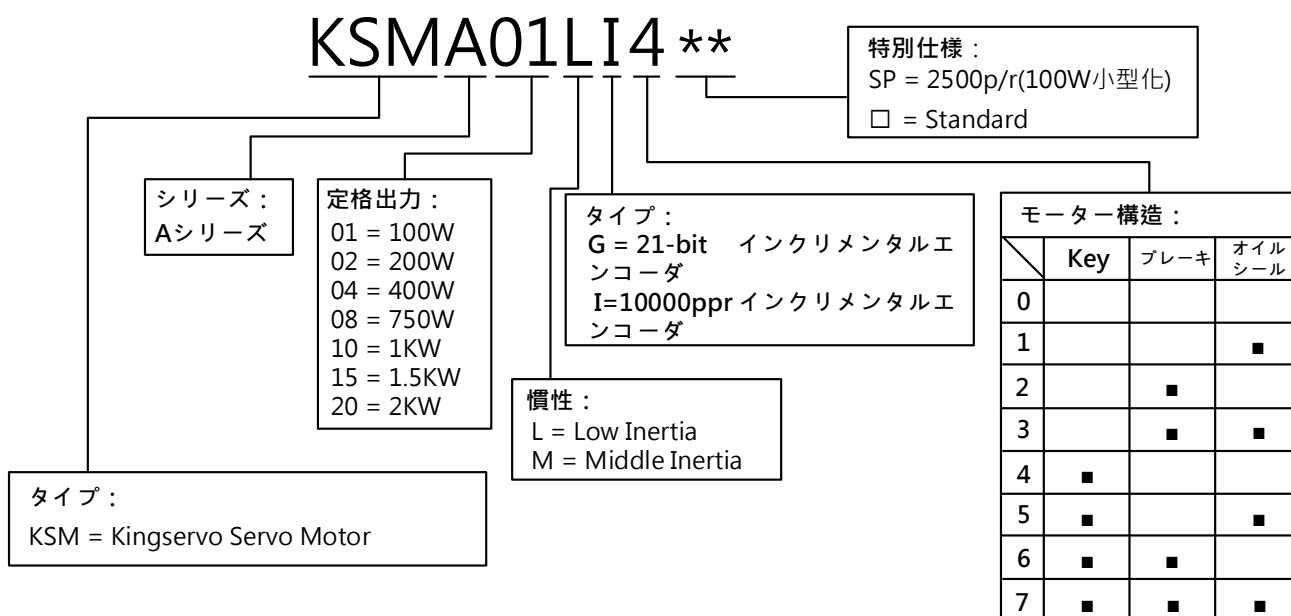 KSMA01LI4 **
特別仕様：
SP = 2500p/r(100W小型化)
□ = Standard
シリーズ：
Aシリーズ
定格出力：
01 = 100W
02 = 200W
04 = 400W
08 = 750W
10 = 1KW
15 = 1.5KW
20 = 2KW
タイプ：
G = 21-bit インクリメンタルエ
ンコーダ
I=10000ppr インクリメンタルエ
ンコーダ
慣性：
L = Low Inertia
M = Middle Inertia
タイプ：
KSM = Kingservo Servo Motor
モーター構造：
Key ブレーキ オイル
シール
0
1 ■
2 ■
3 ■ ■
4 ■
5 ■ ■
6 ■ ■
7 ■ ■ ■